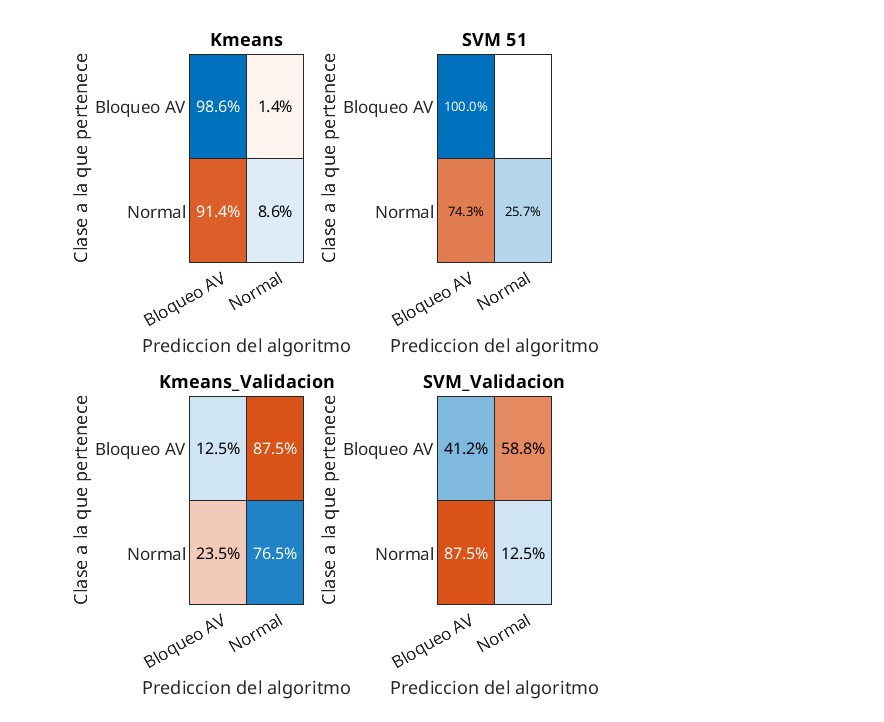 Kmeans
Clase a la que pertenece
Bloqueo AV
98.6%
1.4%
Normal
91.4%
8.6%
Bloqueo AV
Normal
Prediccion del algoritmo
SVM 51
Clase a la que pertenece
Bloqueo AV
100.0%
Normal
74.3%
25.7%
Bloqueo AV
Normal
Prediccion del algoritmo
Kmeans_Validacion
Clase a la que pertenece
Bloqueo AV
12.5%
87.5%
Normal
23.5%
76.5%
Bloqueo AV
Normal
Prediccion del algoritmo
SVM_Validacion
Clase a la que pertenece
Bloqueo AV
41.2%
58.8%
Normal
87.5%
12.5%
Bloqueo AV
Normal
Prediccion del algoritmo